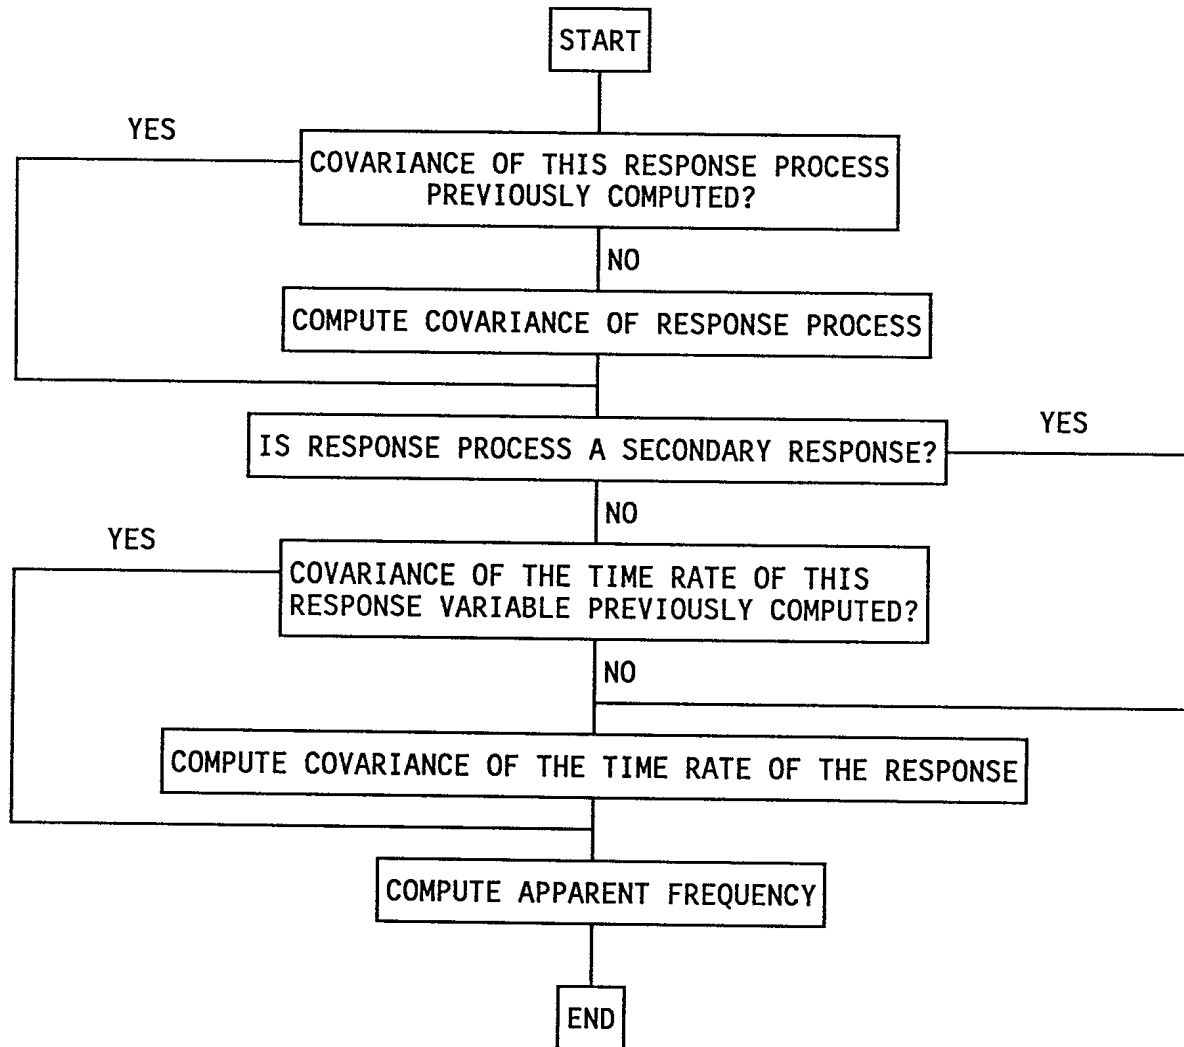 START
YES
COVARIANCE OF THIS RESPONSE PROCESS
PREVIOUSLY COMPUTED?
NO
COMPUTE COVARIANCE OF RESPONSE PROCESS
IS RESPONSE PROCESS A SECONDARY RESPONSE?
YES
NO
YES
COVARIANCE OF THE TIME RATE OF THIS
RESPONSE VARIABLE PREVIOUSLY COMPUTED?
NO
COMPUTE COVARIANCE OF THE TIME RATE OF THE RESPONSE
COMPUTE APPARENT FREQUENCY
END